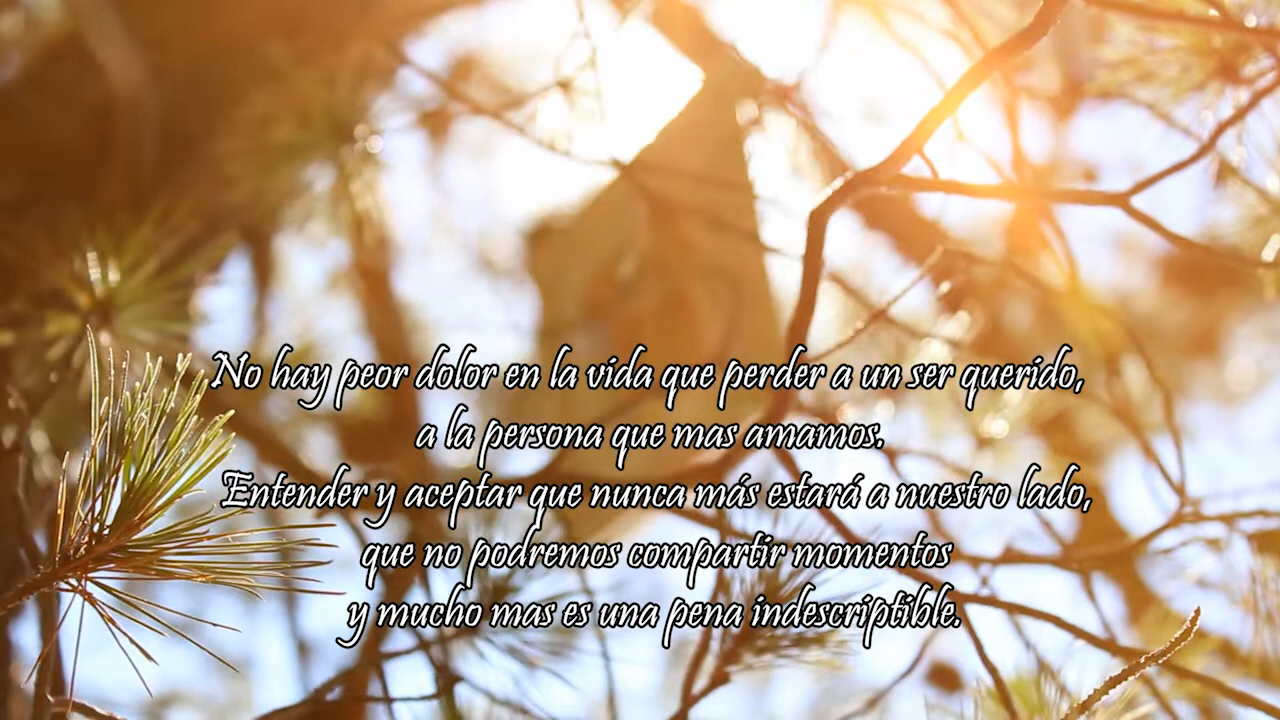 No hay peor dolor en la vida que perder a un ser querido,
a la persona que mas amamos.
Entender y aceptar que nunca más estará a nuestro lado,
que no podremos compartir momentos
y mucho mas es una pena indescriptible.